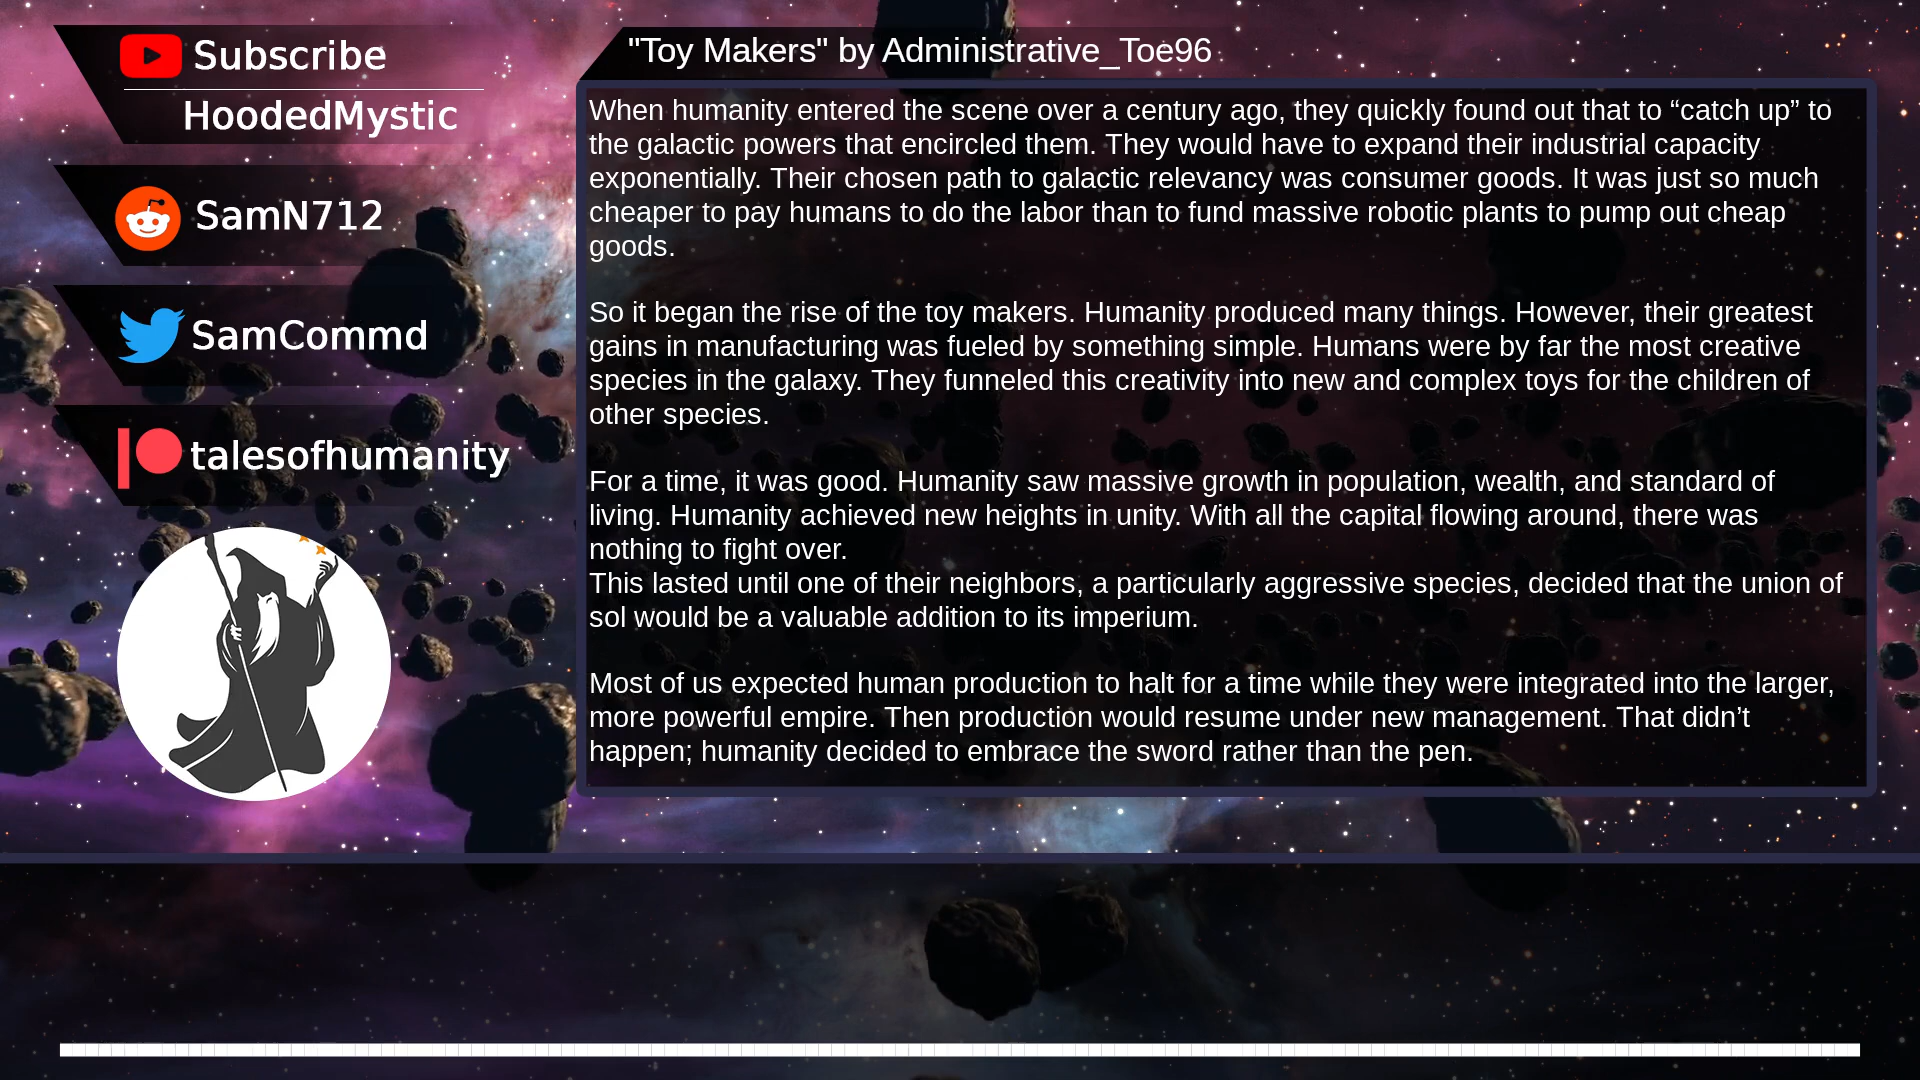 Subscribe
HoodedMystic
SamN712
SamCommd
talesofhumanity
"Toy Makers" by Administrative_Toe96
When humanity entered the scene over a century ago, they quickly found out that to “catch up” to
the galactic powers that encircled them. They would have to expand their industrial capacity
exponentially. Their chosen path to galactic relevancy was consumer goods. It was just so much
cheaper to pay humans to do the labor than to fund massive robotic plants to pump out cheap
goods.
So it began the rise of the toy makers. Humanity produced many things. However, their greatest
gains in manufacturing was fueled by something simple. Humans were by far the most creative
species in the galaxy. They funneled this creativity into new and complex toys for the children of
other species.
For a time, it was good. Humanity saw massive growth in population, wealth, and standard of
living. Humanity achieved new heights in unity. With all the capital flowing around, there was
nothing to fight over.
This lasted until one of their neighbors, a particularly aggressive species, decided that the union of
sol would be a valuable addition to its imperium.
Most of us expected human production to halt for a time while they were integrated into the larger,
more powerful empire. Then production would resume under new management. That didn’t
happen; humanity decided to embrace the sword rather than the pen.